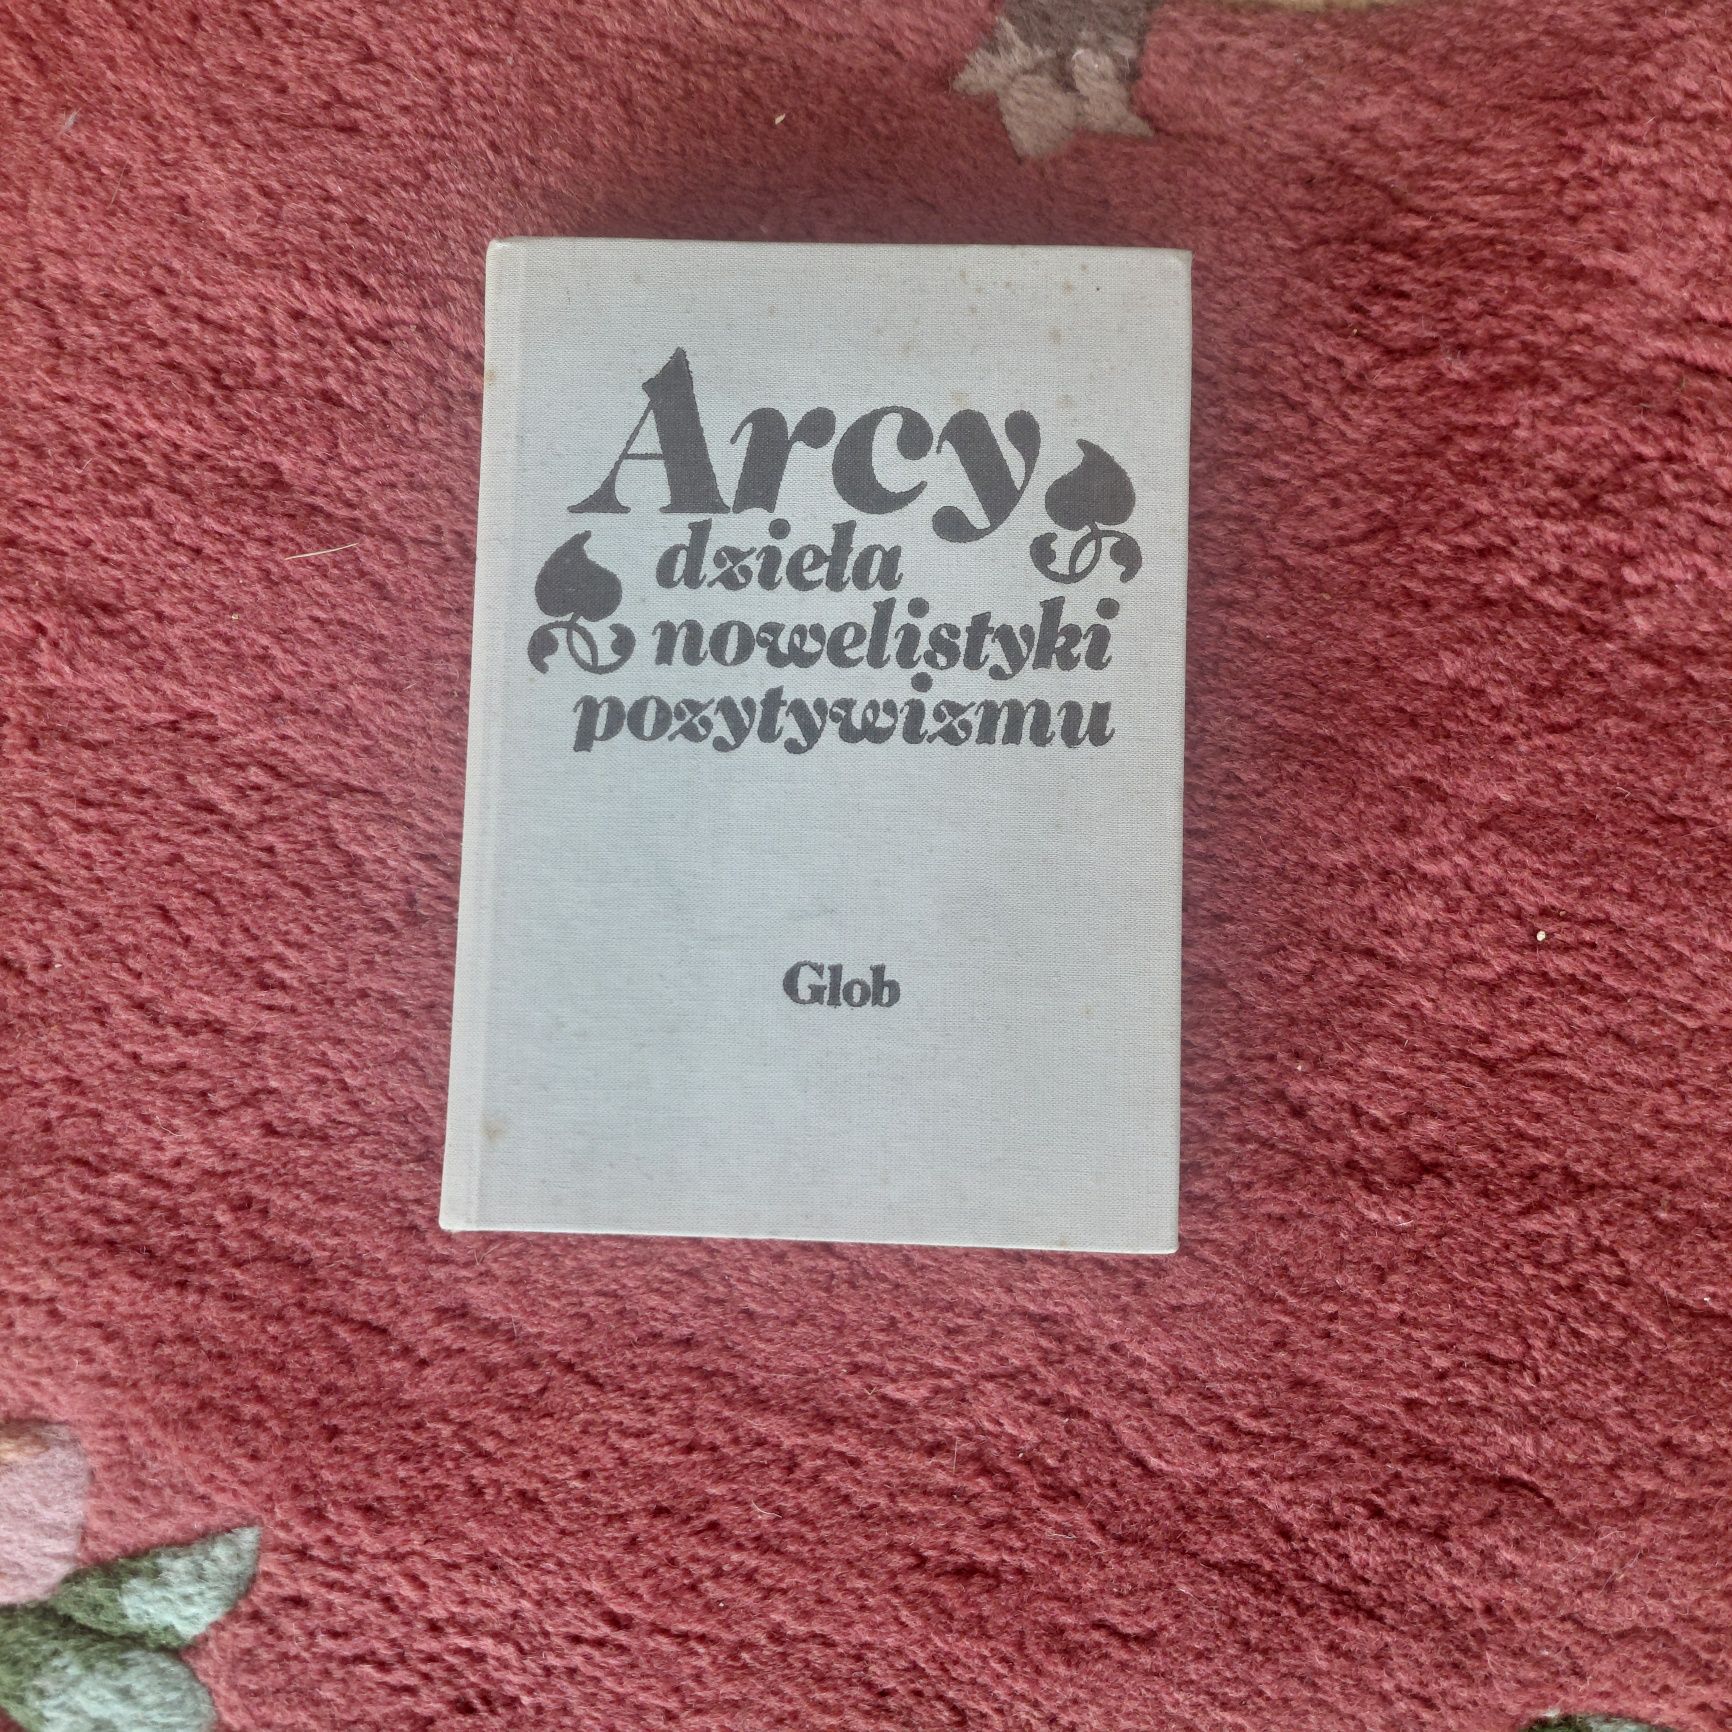 Arcy
dzieła
nowelistyki
pozytywizmu
Glob